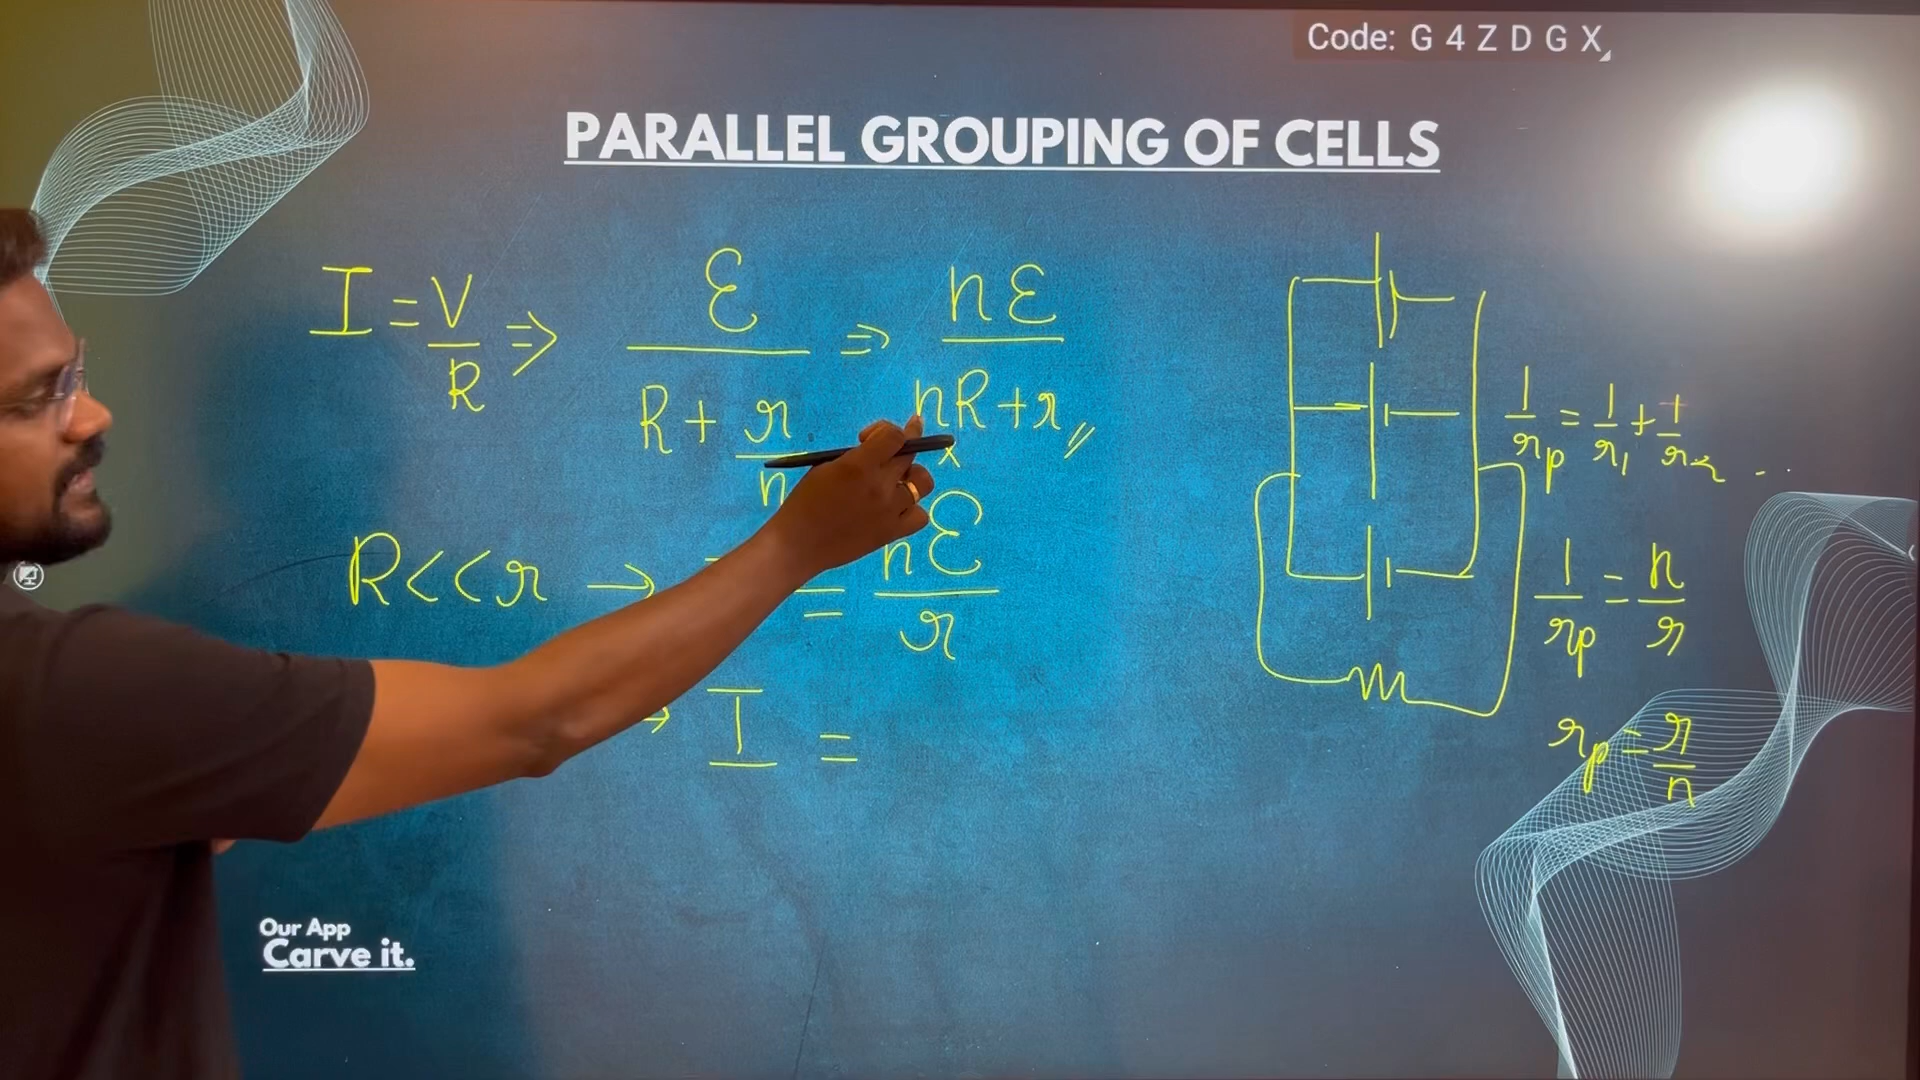 Code: G 4 Z D G X
PARALLEL GROUPING OF CELLS
I = V/R ⇒ ε/(R + r/n) ⇒ nε/(nR + r) //
x
R << r → = nε/r
→ I =
1/rp = 1/r1 + 1/r2 ...
1/rp = n/r
rp = r/n
Our App
Carve it.